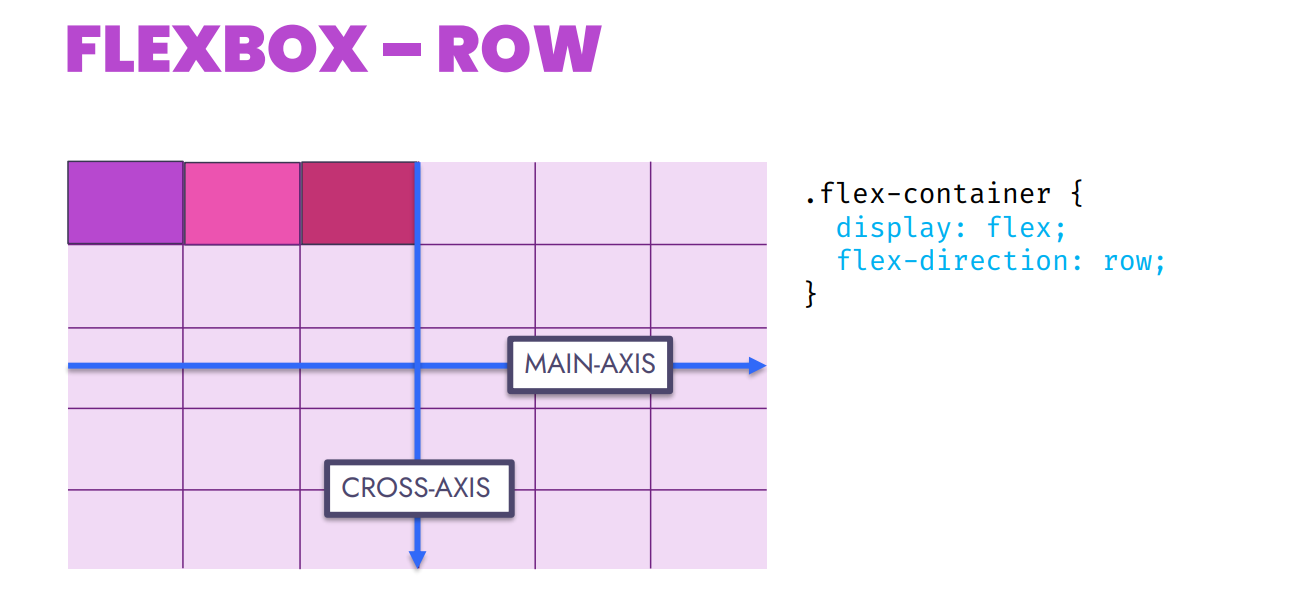 FLEXBOX – ROW
.flex-container {
  display: flex;
  flex-direction: row;
}
MAIN-AXIS
CROSS-AXIS